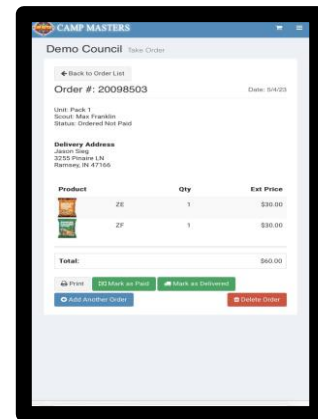 CAMP MASTERS
Demo Council Take Order
Back to Order List
Order #: 20098503 Date: 5/4/23
Unit: Pack 1
Scout: Max Franklin
Status: Ordered Not Paid
Delivery Address
Jason Sieg
3255 Pinaire LN
Ramsey, IN 47166
Product Qty Ext Price
ZE 1 $30.00
ZF 1 $30.00
Total: $60.00
Print Mark as Paid Mark as Delivered
Add Another Order Delete Order